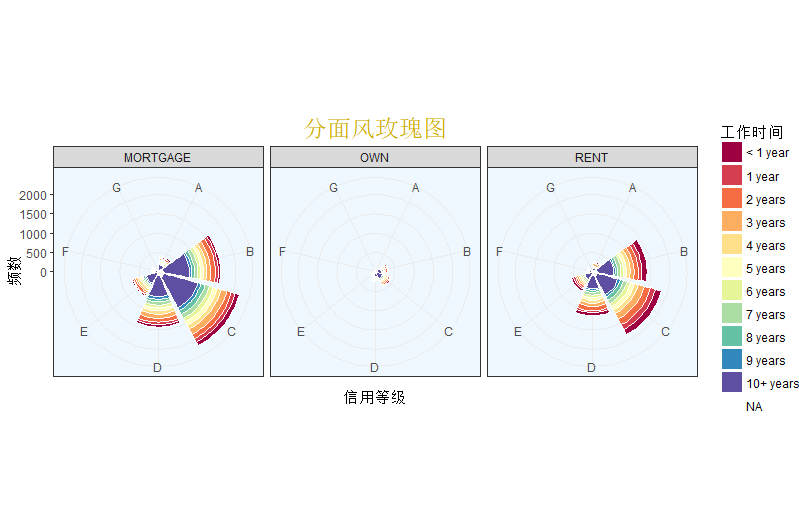 分面风玫瑰图
MORTGAGE
OWN
RENT
工作时间
频数
2000
1500
1000
500
0
G
A
F
B
E
C
D
G
A
F
B
E
C
D
G
A
F
B
E
C
D
信用等级
< 1 year
1 year
2 years
3 years
4 years
5 years
6 years
7 years
8 years
9 years
10+ years
NA